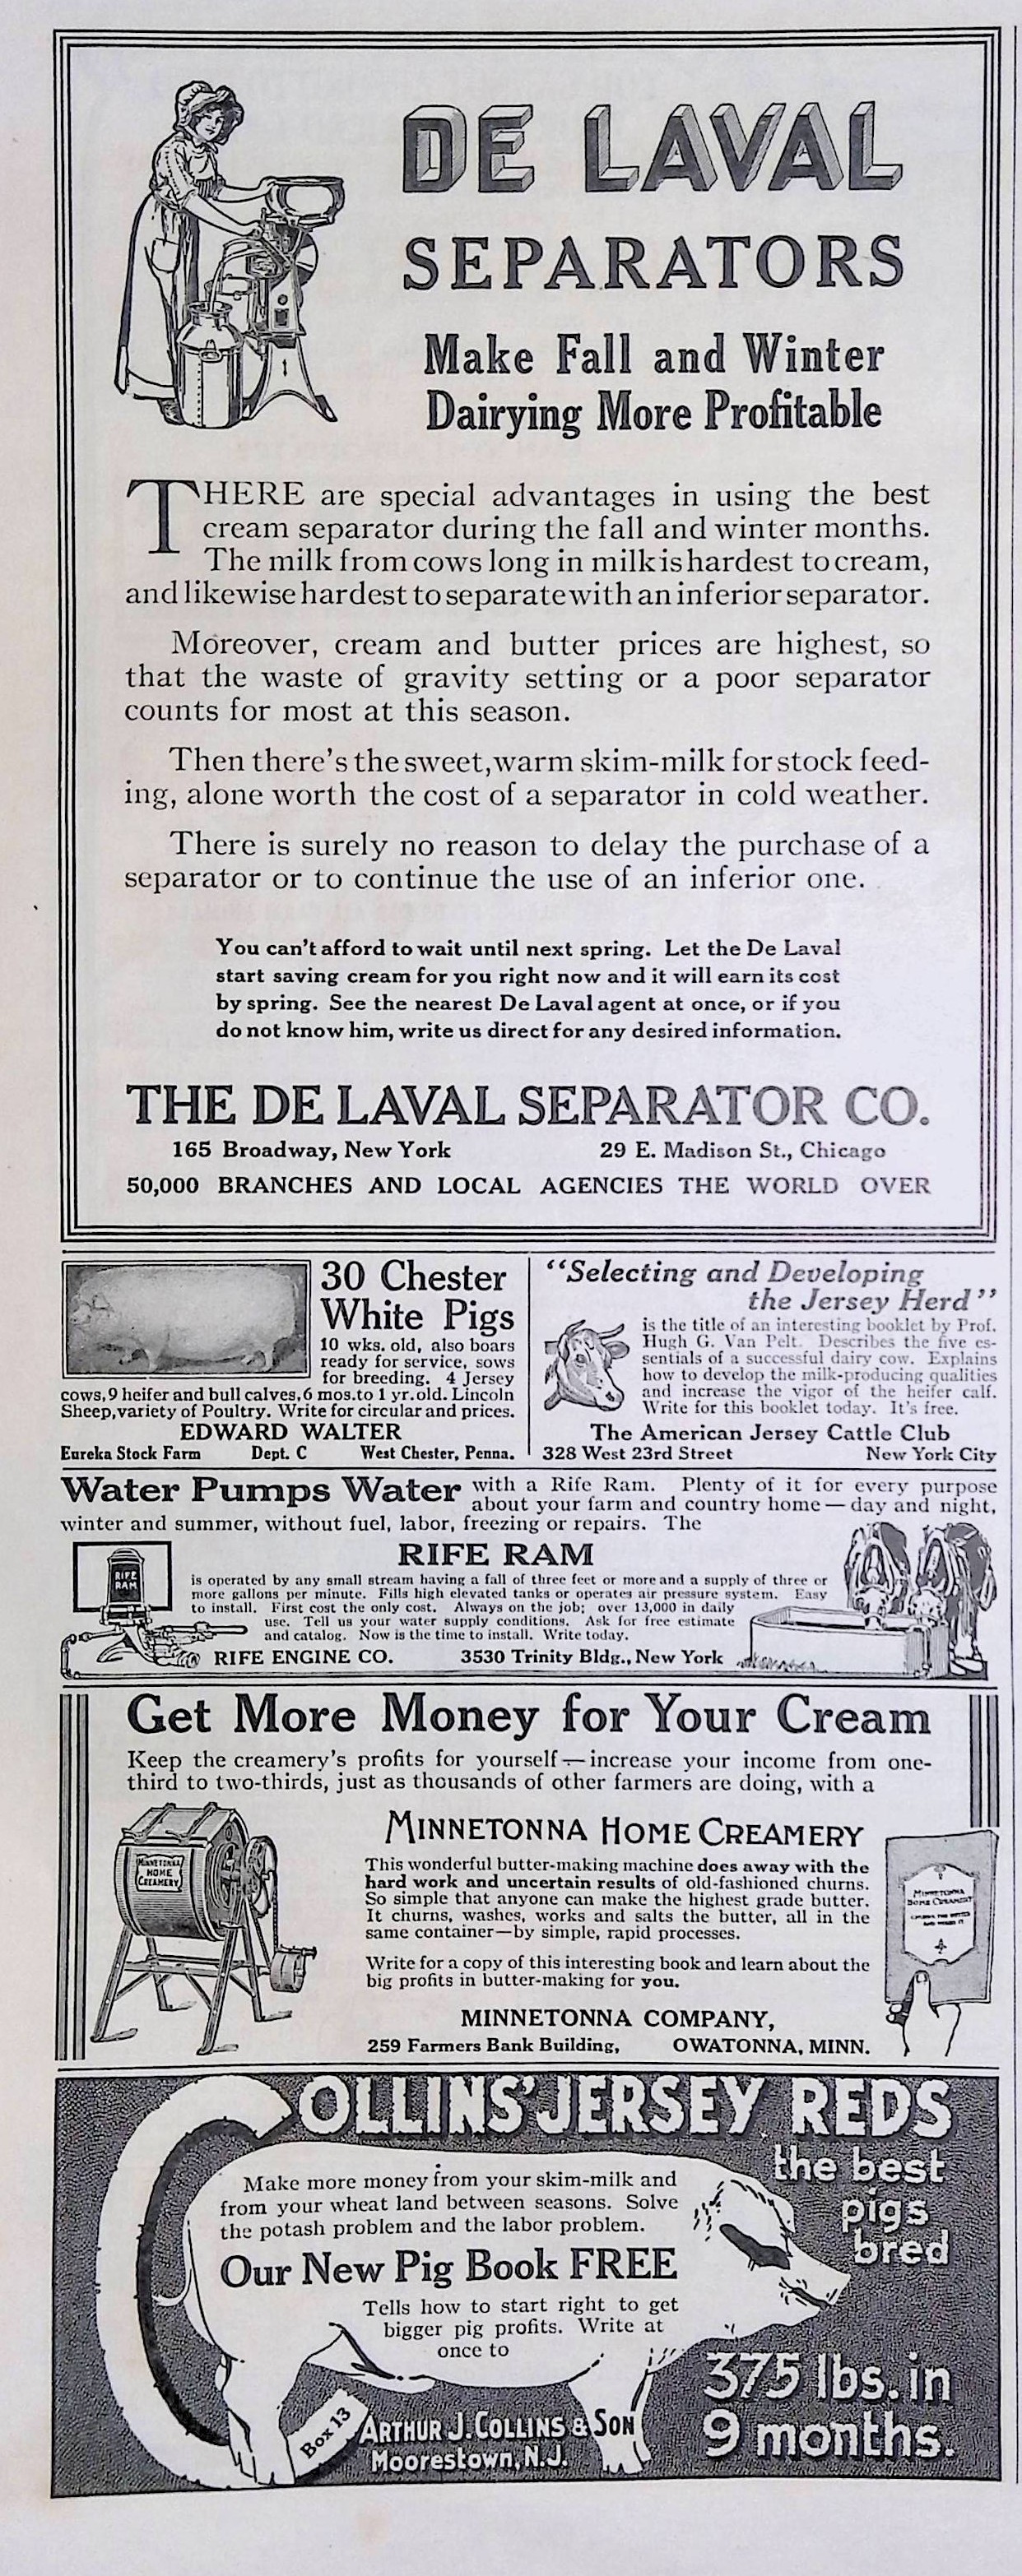 DE LAVAL
SEPARATORS
Make Fall and Winter
Dairying More Profitable
THERE are special advantages in using the best
cream separator during the fall and winter months.
The milk from cows long in milk is hardest to cream,
and likewise hardest to separate with an inferior separator.
Moreover, cream and butter prices are highest, so
that the waste of gravity setting or a poor separator
counts for most at this season.
Then there's the sweet, warm skim-milk for stock feed-
ing, alone worth the cost of a separator in cold weather.
There is surely no reason to delay the purchase of a
separator or to continue the use of an inferior one.
You can't afford to wait until next spring. Let the De Laval
start saving cream for you right now and it will earn its cost
by spring. See the nearest De Laval agent at once, or if you
do not know him, write us direct for any desired information.
THE DE LAVAL SEPARATOR CO.
165 Broadway, New York 29 E. Madison St., Chicago
50,000 BRANCHES AND LOCAL AGENCIES THE WORLD OVER
30 Chester
White Pigs
10 wks. old, also boars
ready for service, sows
for breeding. 4 Jersey
cows, 9 heifer and bull calves, 6 mos. to 1 yr. old. Lincoln
Sheep, variety of Poultry. Write for circular and prices.
EDWARD WALTER
Eureka Stock Farm Dept. C West Chester, Penna.
"Selecting and Developing
the Jersey Herd"
is the title of an interesting booklet by Prof.
Hugh G. Van Pelt. Describes the five es-
sentials of a successful dairy cow. Explains
how to develop the milk-producing qualities
and increase the vigor of the heifer calf.
Write for this booklet today. It's free.
The American Jersey Cattle Club
328 West 23rd Street New York City
Water Pumps Water with a Rife Ram. Plenty of it for every purpose
about your farm and country home—day and night,
winter and summer, without fuel, labor, freezing or repairs. The
RIFE RAM
RIFE
RAM
is operated by any small stream having a fall of three feet or more and a supply of three or
more gallons per minute. Fills high elevated tanks or operates air pressure system. Easy
to install. First cost the only cost. Always on the job; over 13,000 in daily
use. Tell us your water supply conditions. Ask for free estimate
and catalog. Now is the time to install. Write today.
RIFE ENGINE CO. 3530 Trinity Bldg., New York
Get More Money for Your Cream
Keep the creamery's profits for yourself—increase your income from one-
third to two-thirds, just as thousands of other farmers are doing, with a
MINNETONNA HOME CREAMERY
MINNETONNA
HOME
CREAMERY
This wonderful butter-making machine does away with the
hard work and uncertain results of old-fashioned churns.
So simple that anyone can make the highest grade butter.
It churns, washes, works and salts the butter, all in the
same container—by simple, rapid processes.
Write for a copy of this interesting book and learn about the
big profits in butter-making for you.
MINNETONNA
HOME CREAMERY
MINNETONNA COMPANY,
259 Farmers Bank Building, OWATONNA, MINN.
COLLINS' JERSEY REDS
the best
pigs
bred
Make more money from your skim-milk and
from your wheat land between seasons. Solve
the potash problem and the labor problem.
Our New Pig Book FREE
Tells how to start right to get
bigger pig profits. Write at
once to
375 lbs. in
9 months.
Box 13
ARTHUR J. COLLINS & SON
Moorestown, N.J.